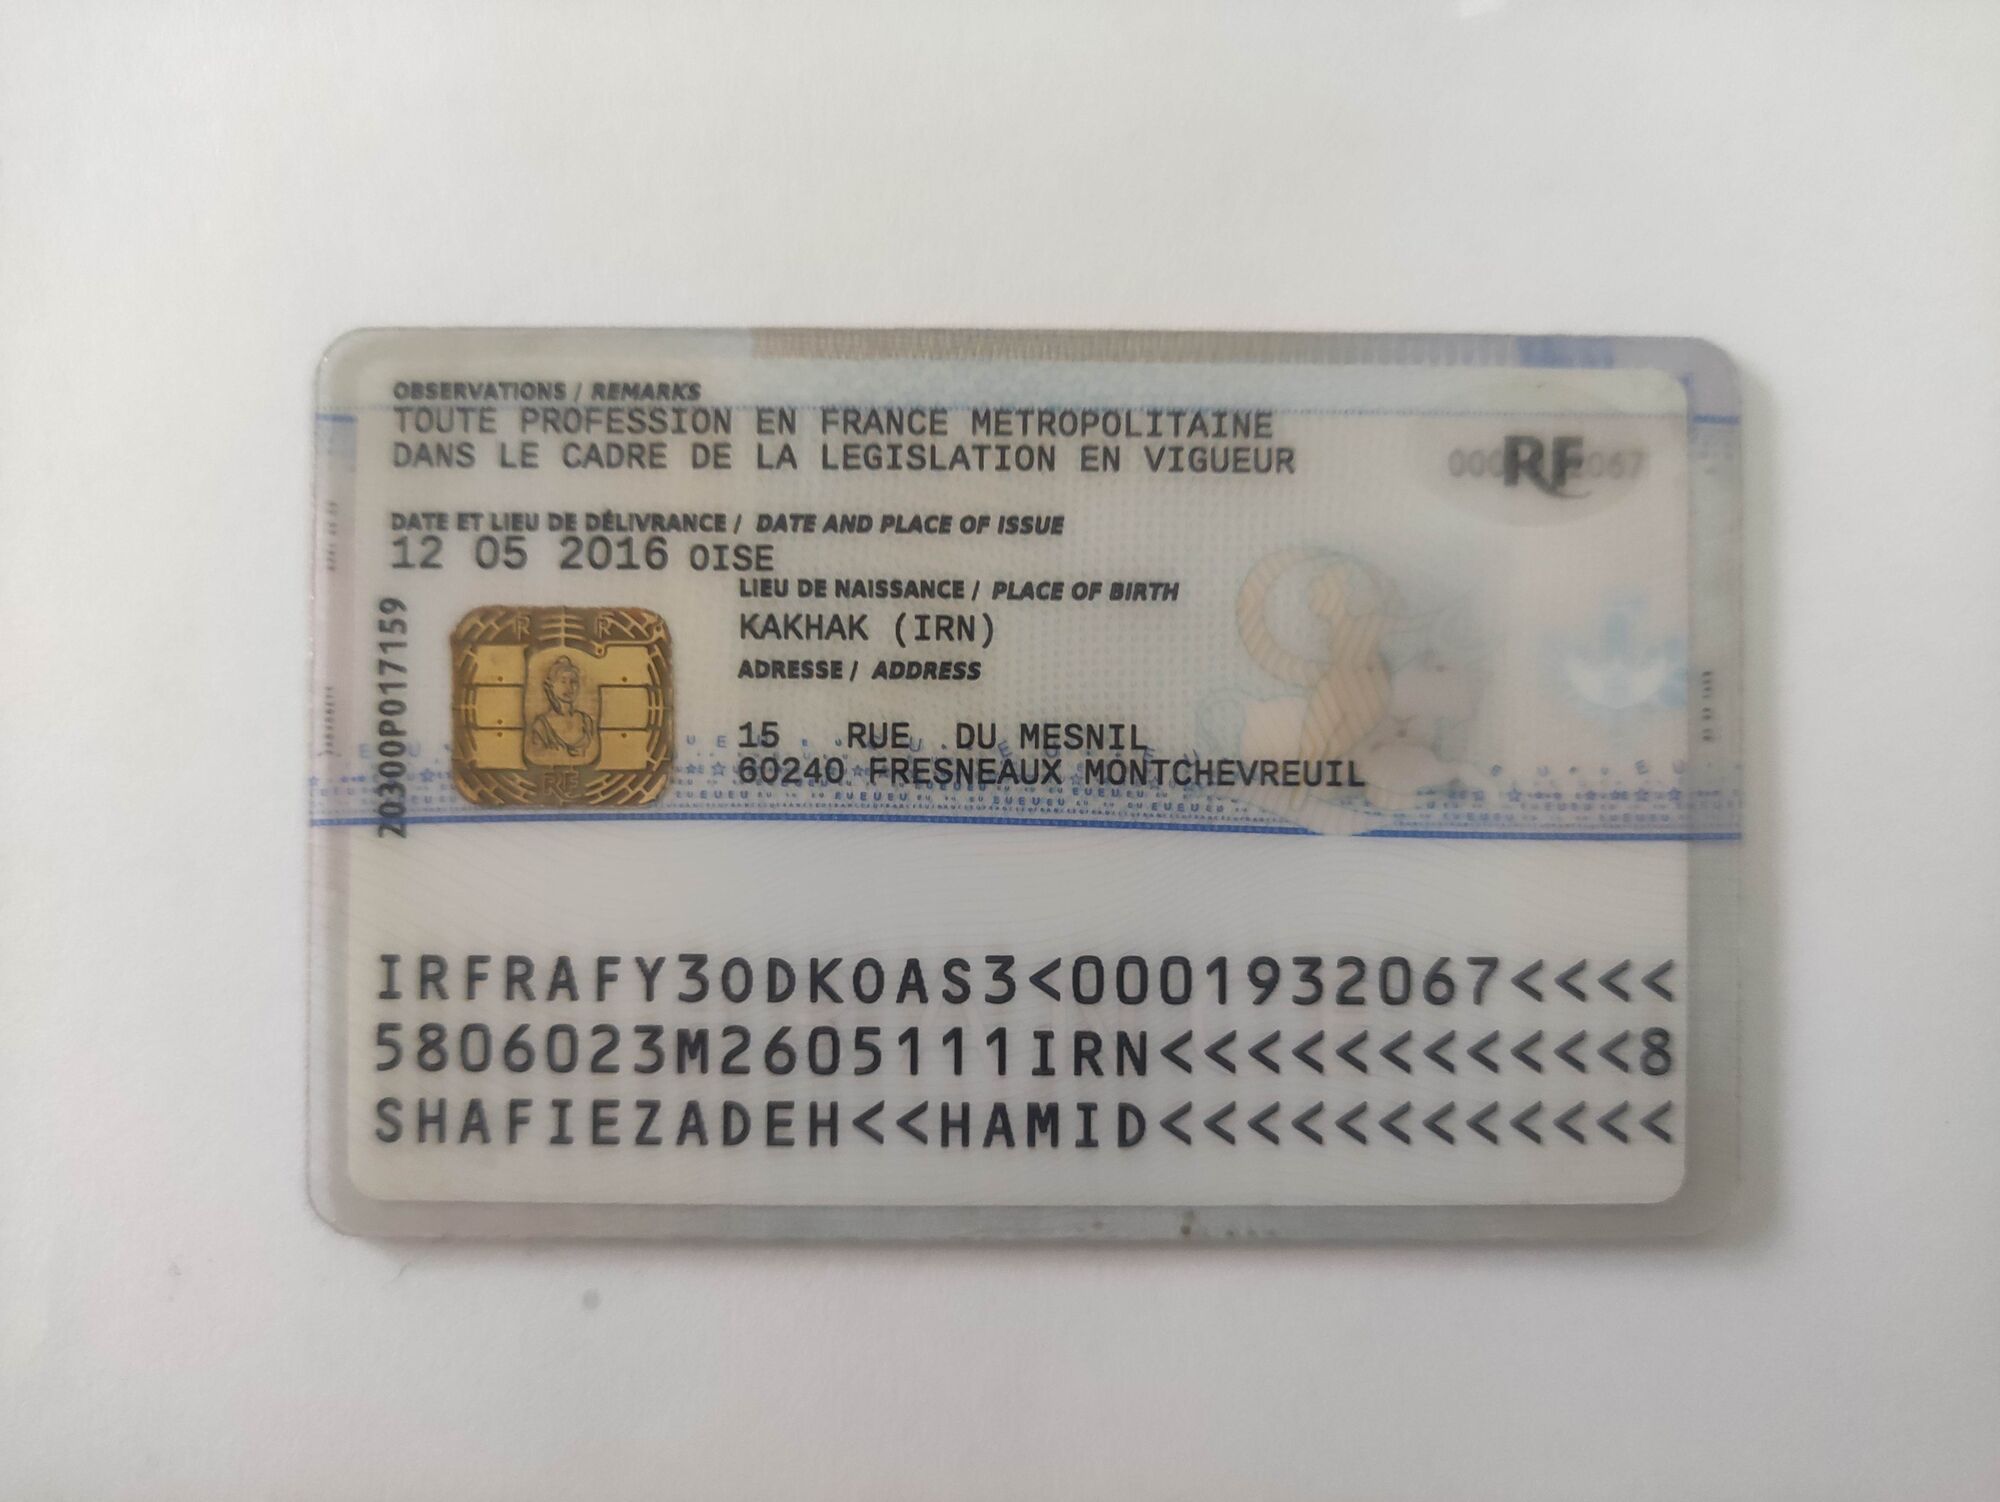 OBSERVATIONS / REMARKS
TOUTE PROFESSION EN FRANCE METROPOLITAINE
DANS LE CADRE DE LA LEGISLATION EN VIGUEUR
RF
DATE ET LIEU DE DÉLIVRANCE / DATE AND PLACE OF ISSUE
12 05 2016 OISE
LIEU DE NAISSANCE / PLACE OF BIRTH
KAKHAK (IRN)
ADRESSE / ADDRESS
15 RUE DU MESNIL
60240 FRESNEAUX MONTCHEVREUIL
20300P017159
IRFRAFY30DK0AS3<0001932067<<<<
5806023M2605111IRN<<<<<<<<<<<8
SHAFIEZADEH<<HAMID<<<<<<<<<<<<